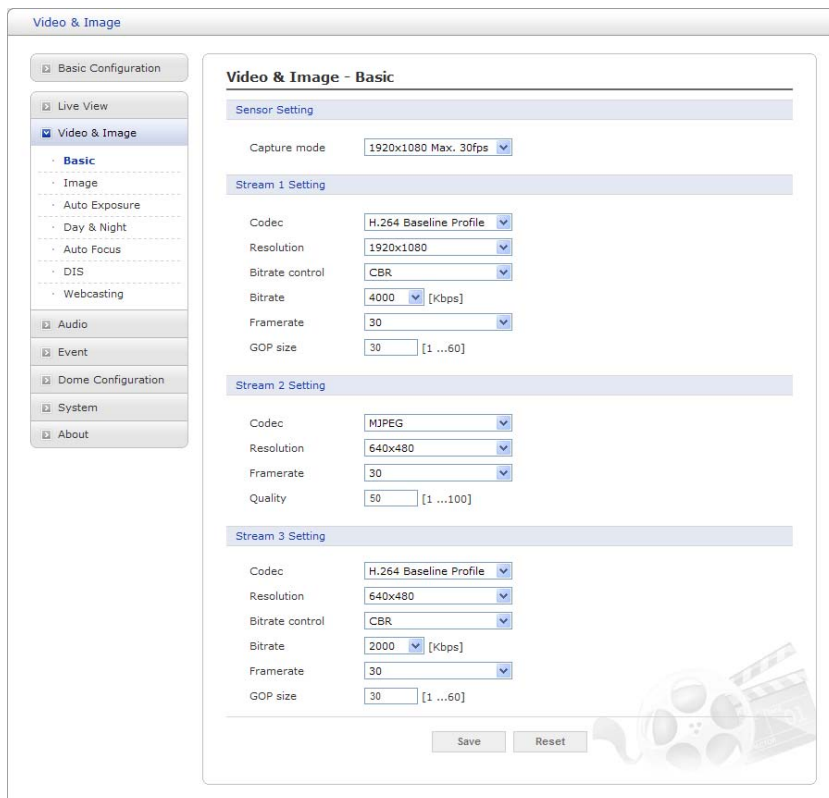 Video & Image
Basic Configuration
Live View
Video & Image
· Basic
· Image
· Auto Exposure
· Day & Night
· Auto Focus
· DIS
· Webcasting
Audio
Event
Dome Configuration
System
About
Video & Image - Basic
Sensor Setting
Capture mode 1920x1080 Max. 30fps
Stream 1 Setting
Codec H.264 Baseline Profile
Resolution 1920x1080
Bitrate control CBR
Bitrate 4000 [Kbps]
Framerate 30
GOP size 30 [1 ...60]
Stream 2 Setting
Codec MJPEG
Resolution 640x480
Framerate 30
Quality 50 [1 ...100]
Stream 3 Setting
Codec H.264 Baseline Profile
Resolution 640x480
Bitrate control CBR
Bitrate 2000 [Kbps]
Framerate 30
GOP size 30 [1 ...60]
Save Reset